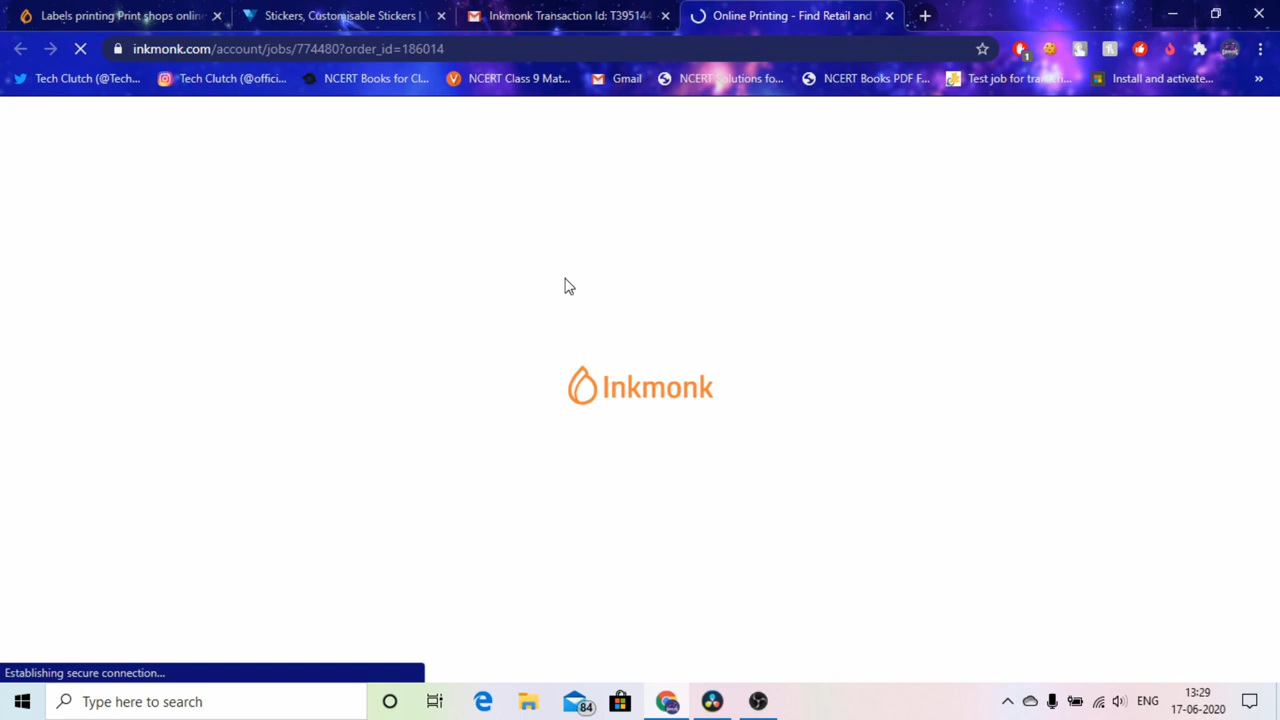 Labels printing Print shops online
Stickers, Customisable Stickers |
Inkmonk Transaction Id: T395144
Online Printing - Find Retail and
inkmonk.com/account/jobs/774480?order_id=186014
1
Tech Clutch (@Tech...
Tech Clutch (@offici...
NCERT Books for Cl...
NCERT Class 9 Mat...
Gmail
NCERT Solutions fo...
NCERT Books PDF F...
Test job for transcri...
Install and activate...
Inkmonk
Establishing secure connection...
Type here to search
84
ENG
13:29
17-06-2020